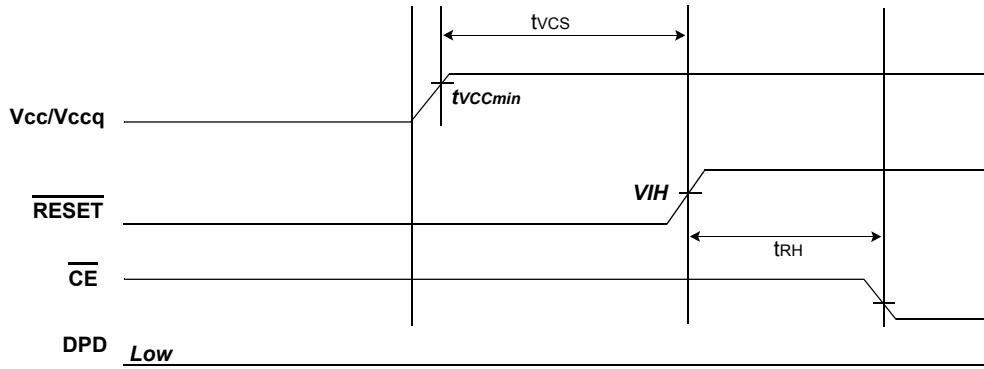 tVCS
tVCCmin
Vcc/Vccq
VIH
RESET
tRH
CE
DPD
Low